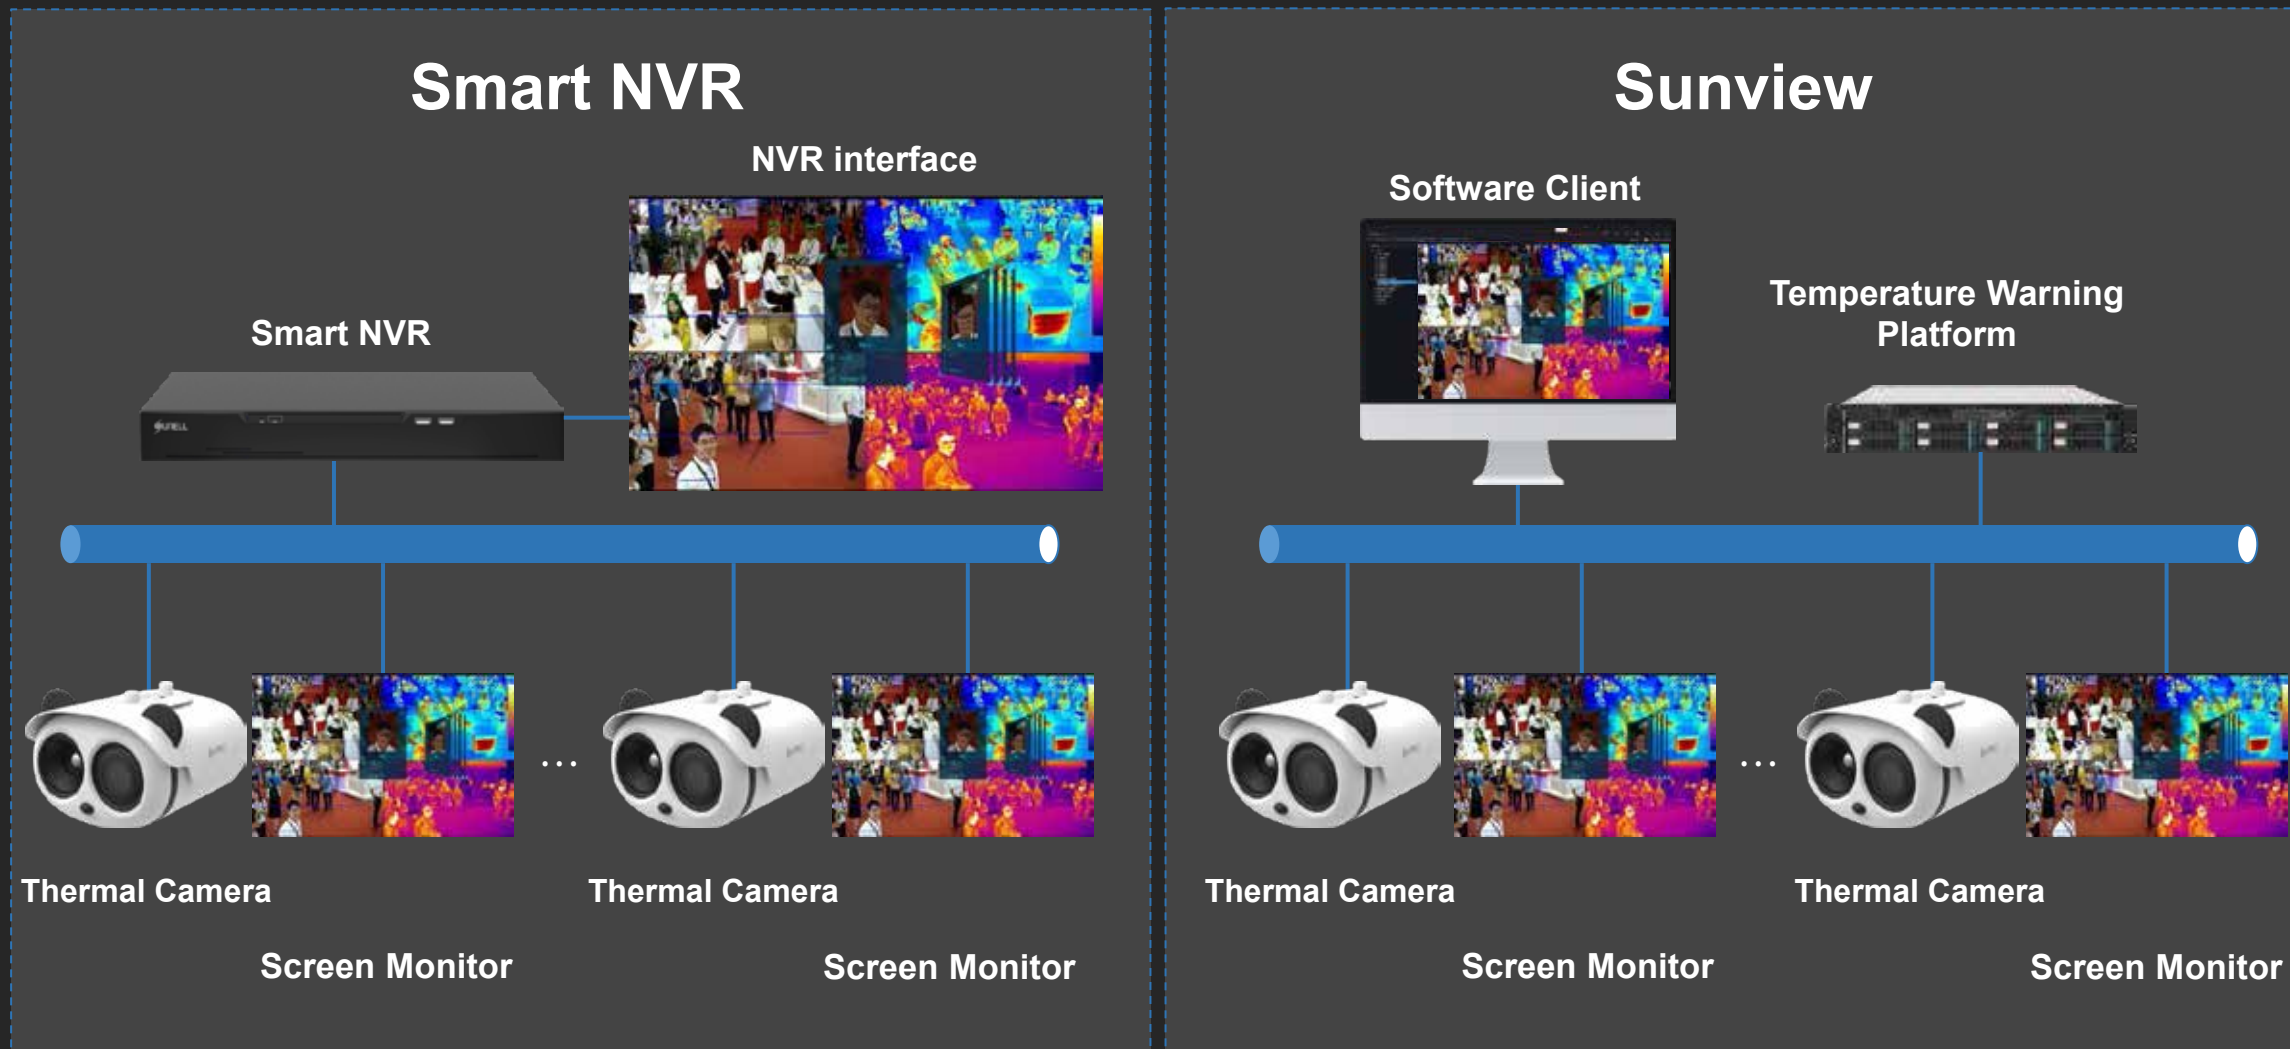 Smart NVR
NVR interface
Smart NVR
SUNELL
...
Thermal Camera
Thermal Camera
Screen Monitor
Screen Monitor
Sunview
Software Client
Temperature Warning
Platform
...
Thermal Camera
Thermal Camera
Screen Monitor
Screen Monitor